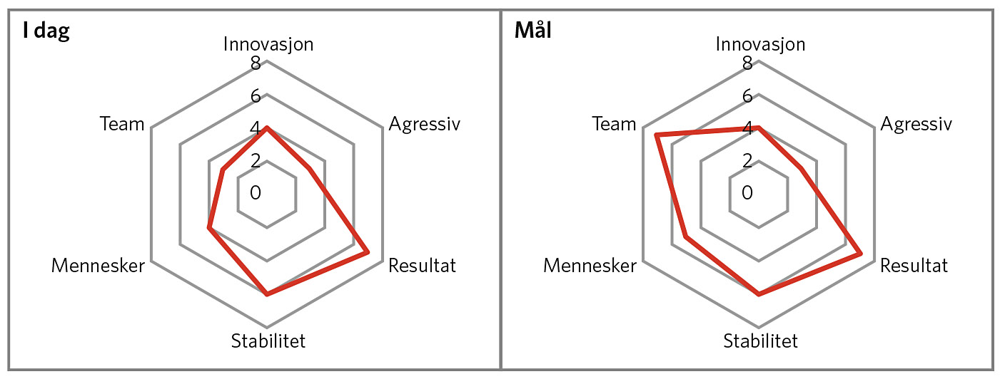 I dag
Innovasjon
8
6
Team
Agressiv
4
2
0
Mennesker
Resultat
Stabilitet
Mål
Innovasjon
8
6
Team
Agressiv
4
2
0
Mennesker
Resultat
Stabilitet